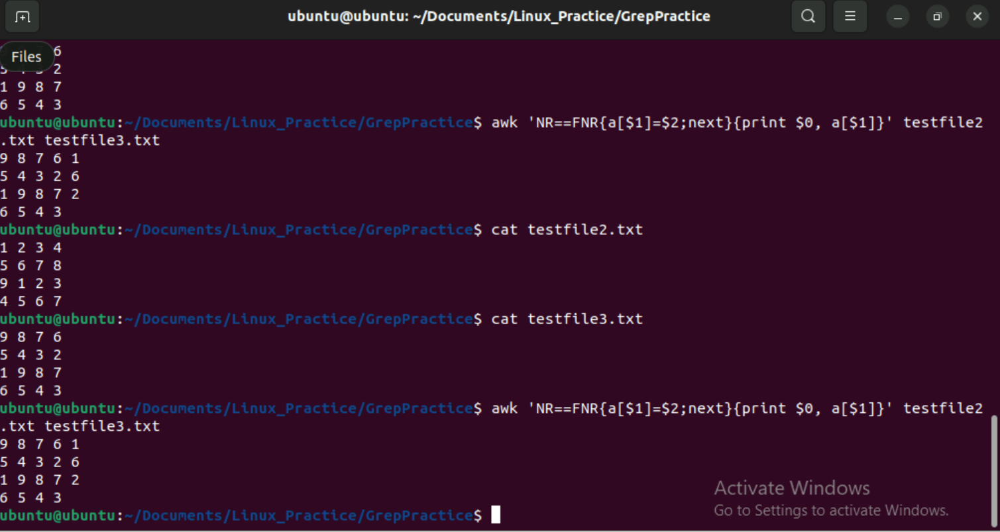 ubuntu@ubuntu: ~/Documents/Linux_Practice/GrepPractice
Files
6
2
1 9 8 7
6 5 4 3
ubuntu@ubuntu:~/Documents/Linux_Practice/GrepPractice$ awk 'NR==FNR{a[$1]=$2;next}{print $0, a[$1]}' testfile2
.txt testfile3.txt
9 8 7 6 1
5 4 3 2 6
1 9 8 7 2
6 5 4 3
ubuntu@ubuntu:~/Documents/Linux_Practice/GrepPractice$ cat testfile2.txt
1 2 3 4
5 6 7 8
9 1 2 3
4 5 6 7
ubuntu@ubuntu:~/Documents/Linux_Practice/GrepPractice$ cat testfile3.txt
9 8 7 6
5 4 3 2
1 9 8 7
6 5 4 3
ubuntu@ubuntu:~/Documents/Linux_Practice/GrepPractice$ awk 'NR==FNR{a[$1]=$2;next}{print $0, a[$1]}' testfile2
.txt testfile3.txt
9 8 7 6 1
5 4 3 2 6
1 9 8 7 2
6 5 4 3
ubuntu@ubuntu:~/Documents/Linux_Practice/GrepPractice$
Activate Windows
Go to Settings to activate Windows.